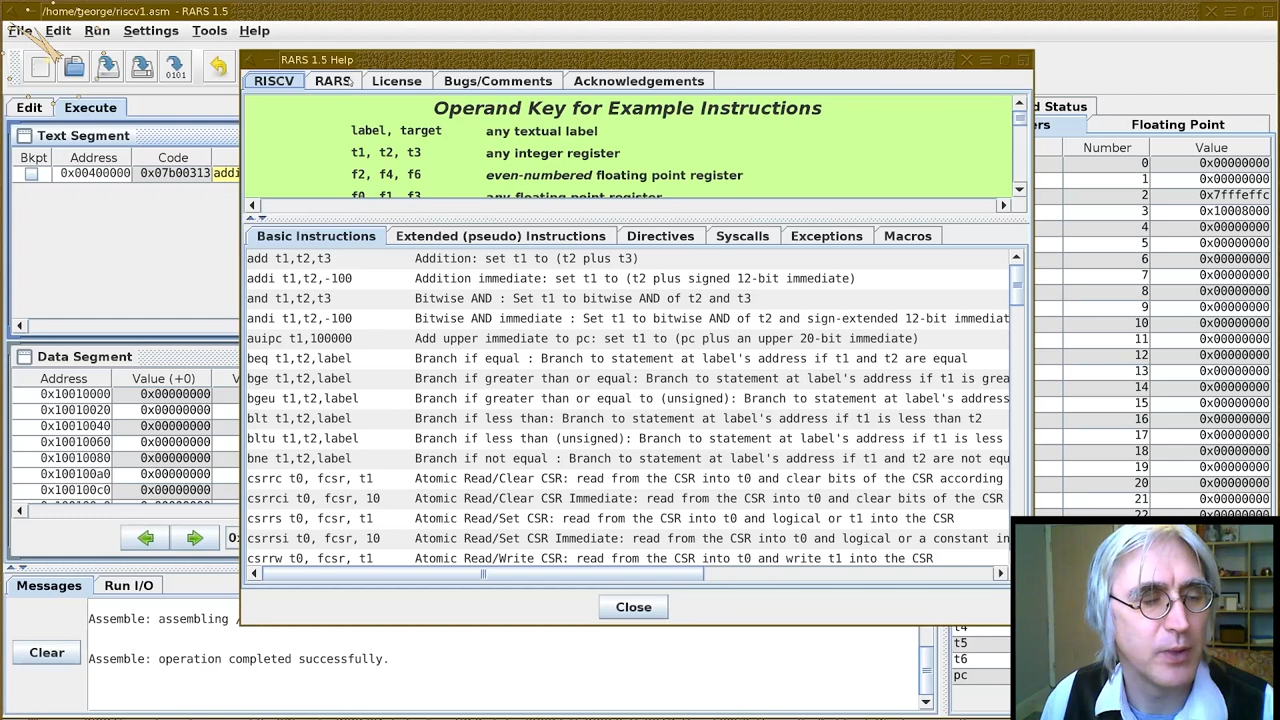 /home/george/riscv1.asm - RARS 1.5
File Edit Run Settings Tools Help
0101
RARS 1.5 Help
RISCV RARS License Bugs/Comments Acknowledgements
Operand Key for Example Instructions
label, target any textual label
t1, t2, t3 any integer register
f2, f4, f6 even-numbered floating point register
f0, f1, f3 any floating point register
Basic Instructions Extended (pseudo) Instructions Directives Syscalls Exceptions Macros
add t1,t2,t3 Addition: set t1 to (t2 plus t3)
addi t1,t2,-100 Addition immediate: set t1 to (t2 plus signed 12-bit immediate)
and t1,t2,t3 Bitwise AND : Set t1 to bitwise AND of t2 and t3
andi t1,t2,-100 Bitwise AND immediate : Set t1 to bitwise AND of t2 and sign-extended 12-bit immediat
auipc t1,100000 Add upper immediate to pc: set t1 to (pc plus an upper 20-bit immediate)
beq t1,t2,label Branch if equal : Branch to statement at label's address if t1 and t2 are equal
bge t1,t2,label Branch if greater than or equal: Branch to statement at label's address if t1 is grea
bgeu t1,t2,label Branch if greater than or equal to (unsigned): Branch to statement at label's address
blt t1,t2,label Branch if less than: Branch to statement at label's address if t1 is less than t2
bltu t1,t2,label Branch if less than (unsigned): Branch to statement at label's address if t1 is less
bne t1,t2,label Branch if not equal : Branch to statement at label's address if t1 and t2 are not equ
csrrc t0, fcsr, t1 Atomic Read/Clear CSR: read from the CSR into t0 and clear bits of the CSR according
csrrci t0, fcsr, 10 Atomic Read/Clear CSR Immediate: read from the CSR into t0 and clear bits of the CSR
csrrs t0, fcsr, t1 Atomic Read/Set CSR: read from the CSR into t0 and logical or t1 into the CSR
csrrsi t0, fcsr, 10 Atomic Read/Set CSR Immediate: read from the CSR into t0 and logical or a constant in
csrrw t0, fcsr, t1 Atomic Read/Write CSR: read from the CSR into t0 and write t1 into the CSR
Close
Edit Execute
Text Segment
Bkpt Address Code
0x00400000 0x07b00313 addi
Data Segment
Address Value (+0) V
0x10010000 0x00000000
0x10010020 0x00000000
0x10010040 0x00000000
0x10010060 0x00000000
0x10010080 0x00000000
0x100100a0 0x00000000
0x100100c0 0x00000000
Messages Run I/O
Assemble: assembling /
Assemble: operation completed successfully.
Clear
d Status
ers Floating Point
Number Value
0 0x00000000
1 0x00000000
2 0x7fffeffc
3 0x10008000
4 0x00000000
5 0x00000000
6 0x00000000
7 0x00000000
8 0x00000000
9 0x00000000
10 0x00000000
11 0x00000000
12 0x00000000
13 0x00000000
14 0x00000000
15 0x00000000
16 0x00000000
17 0x00000000
18 0x00000000
19 0x00000000
20 0x00000000
21 0x00000000
22 0x00000000
t4
t5
t6
pc